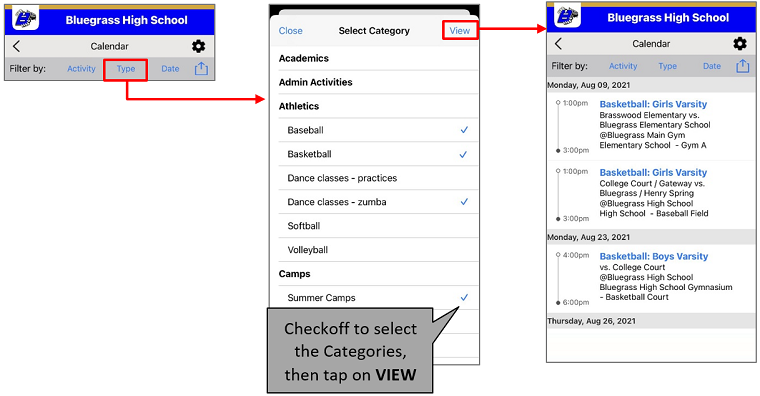 Bluegrass High School
Calendar
Filter by: Activity Type Date
Close Select Category View
Academics
Admin Activities
Athletics
Baseball
Basketball
Dance classes - practices
Dance classes - zumba
Softball
Volleyball
Camps
Summer Camps
Checkoff to select
the Categories,
then tap on VIEW
Bluegrass High School
Calendar
Filter by: Activity Type Date
Monday, Aug 09, 2021
1:00pm Basketball: Girls Varsity
Brasswood Elementary vs.
Bluegrass Elementary School
@Bluegrass Main Gym
Elementary School - Gym A
3:00pm
1:00pm Basketball: Girls Varsity
College Court / Gateway vs.
Bluegrass / Henry Spring
@Bluegrass High School
High School - Baseball Field
3:00pm
Monday, Aug 23, 2021
4:00pm Basketball: Boys Varsity
vs. College Court
@Bluegrass High School
Bluegrass High School Gymnasium
- Basketball Court
6:00pm
Thursday, Aug 26, 2021